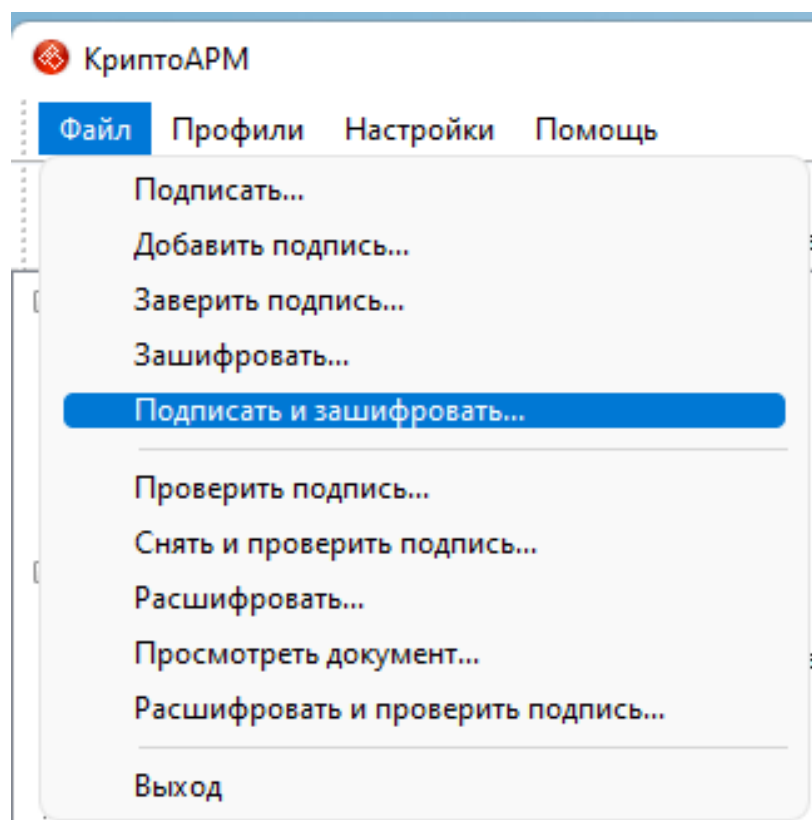 КриптоАРМ
Файл Профили Настройки Помощь
Подписать...
Добавить подпись...
Заверить подпись...
Зашифровать...
Подписать и зашифровать...
Проверить подпись...
Снять и проверить подпись...
Расшифровать...
Просмотреть документ...
Расшифровать и проверить подпись...
Выход